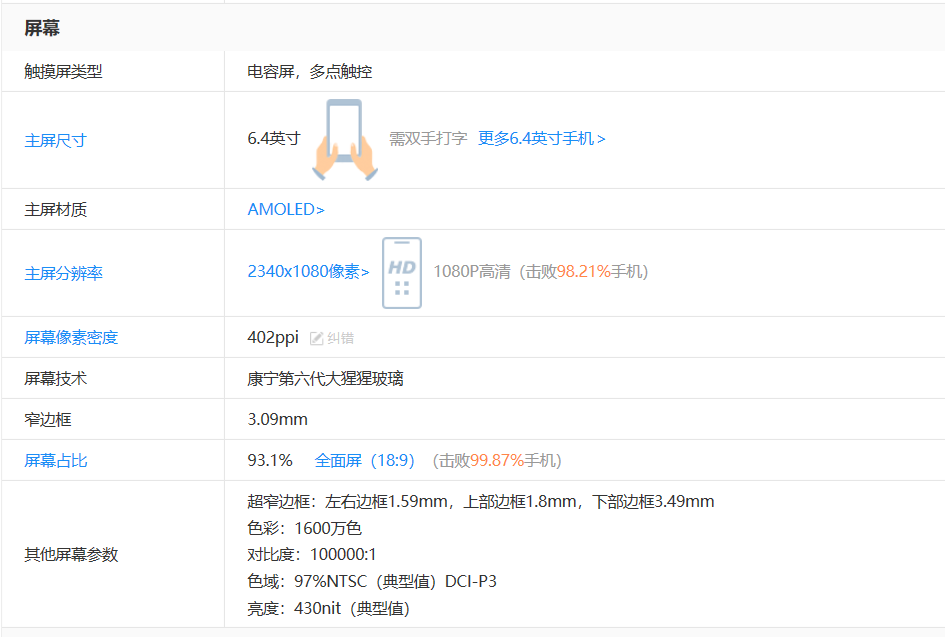 屏幕
触摸屏类型 电容屏，多点触控
主屏尺寸 6.4英寸 需双手打字 更多6.4英寸手机>
主屏材质 AMOLED>
主屏分辨率 2340x1080像素> HD 1080P高清（击败98.21%手机）
屏幕像素密度 402ppi 纠错
屏幕技术 康宁第六代大猩猩玻璃
窄边框 3.09mm
屏幕占比 93.1% 全面屏（18:9） （击败99.87%手机）
其他屏幕参数 超窄边框：左右边框1.59mm，上部边框1.8mm，下部边框3.49mm
色彩：1600万色
对比度：100000:1
色域：97%NTSC（典型值）DCI-P3
亮度：430nit（典型值）